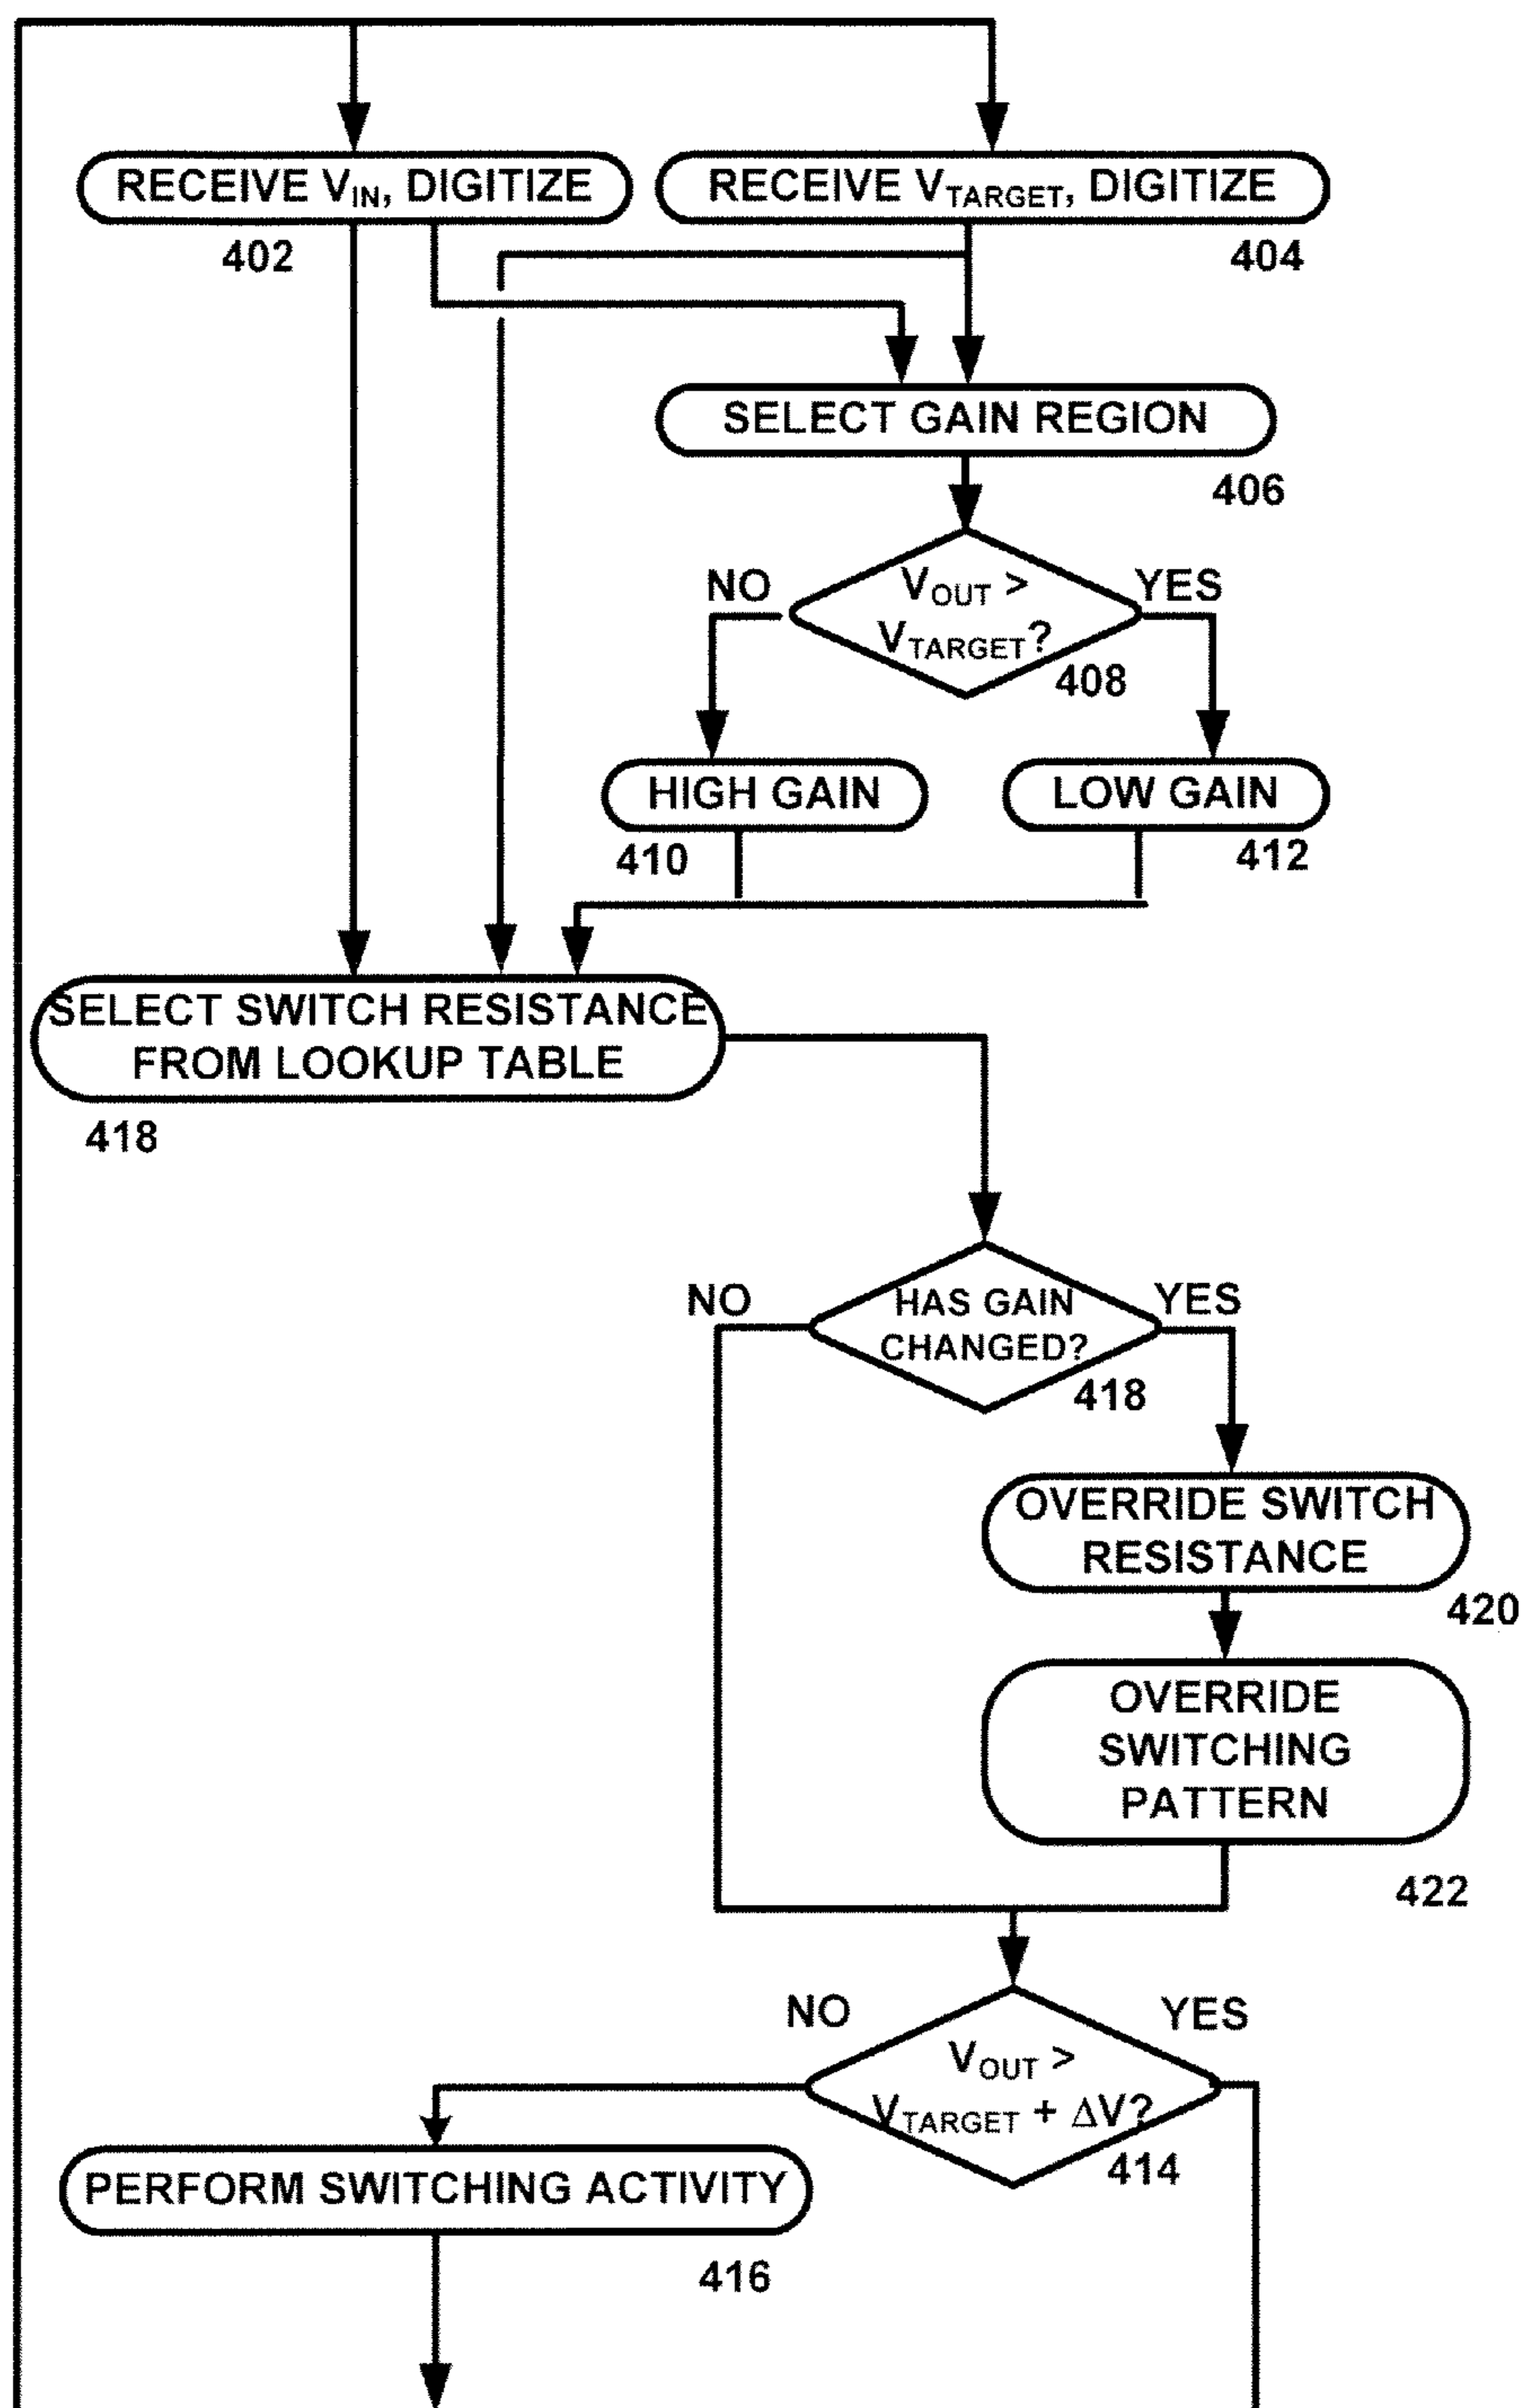 RECEIVE VIN, DIGITIZE
402
RECEIVE VTARGET, DIGITIZE
404
SELECT GAIN REGION
406
NO
VOUT >
VTARGET?
YES
408
HIGH GAIN
410
LOW GAIN
412
SELECT SWITCH RESISTANCE
FROM LOOKUP TABLE
418
NO
HAS GAIN
CHANGED?
YES
418
OVERRIDE SWITCH
RESISTANCE
420
OVERRIDE
SWITCHING
PATTERN
422
NO
VOUT >
VTARGET + ΔV?
YES
414
PERFORM SWITCHING ACTIVITY
416